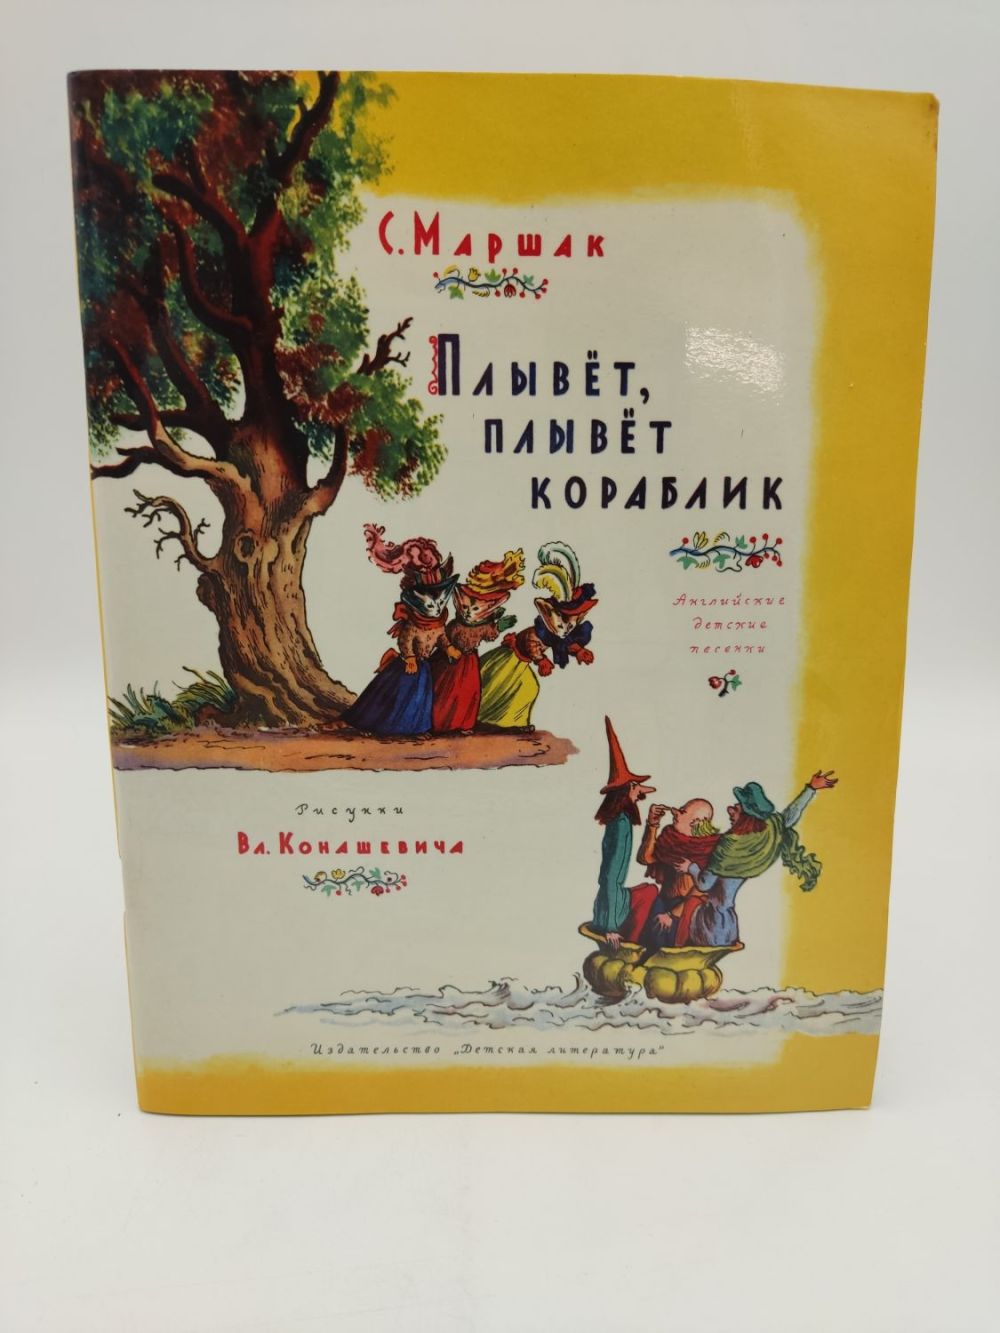 С. Маршак
Плывёт,
плывёт
кораблик
Английские
детские
песенки
Рисунки
Вл. Конашевича
Издательство „Детская литература"